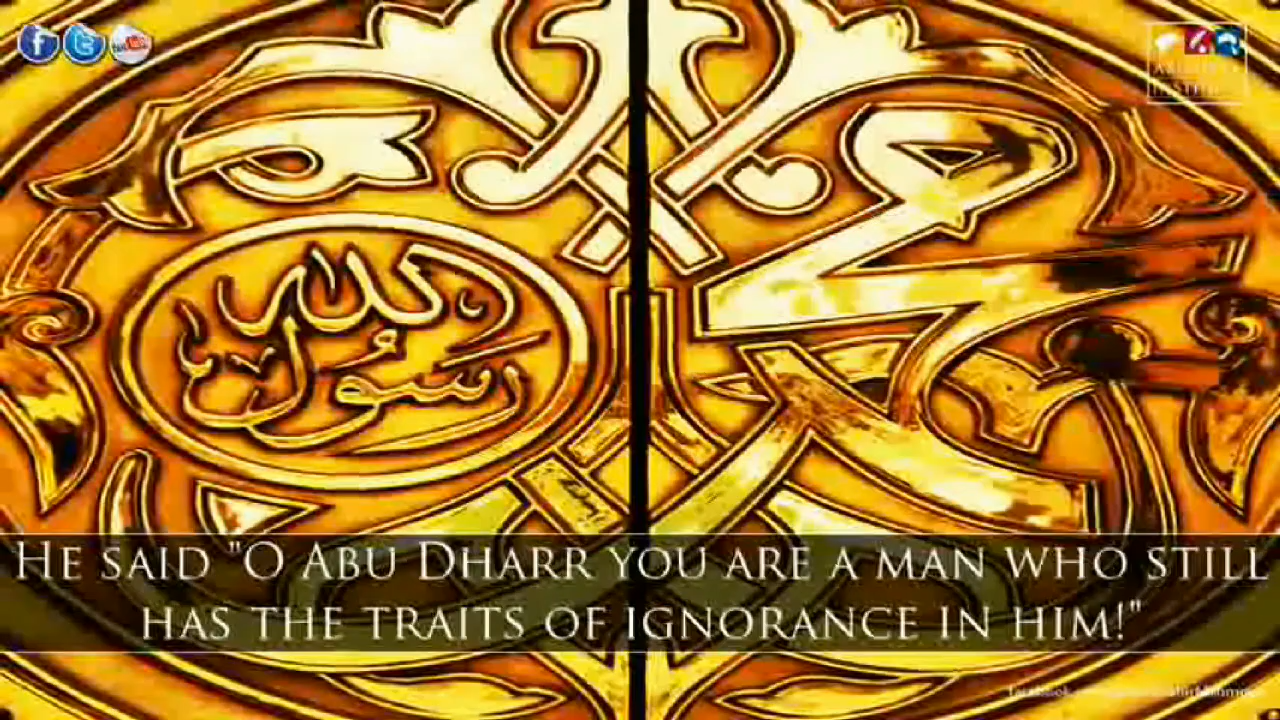 محمد
رسول
الله
HE SAID "O ABU DHARR YOU ARE A MAN WHO STILL
HAS THE TRAITS OF IGNORANCE IN HIM!"